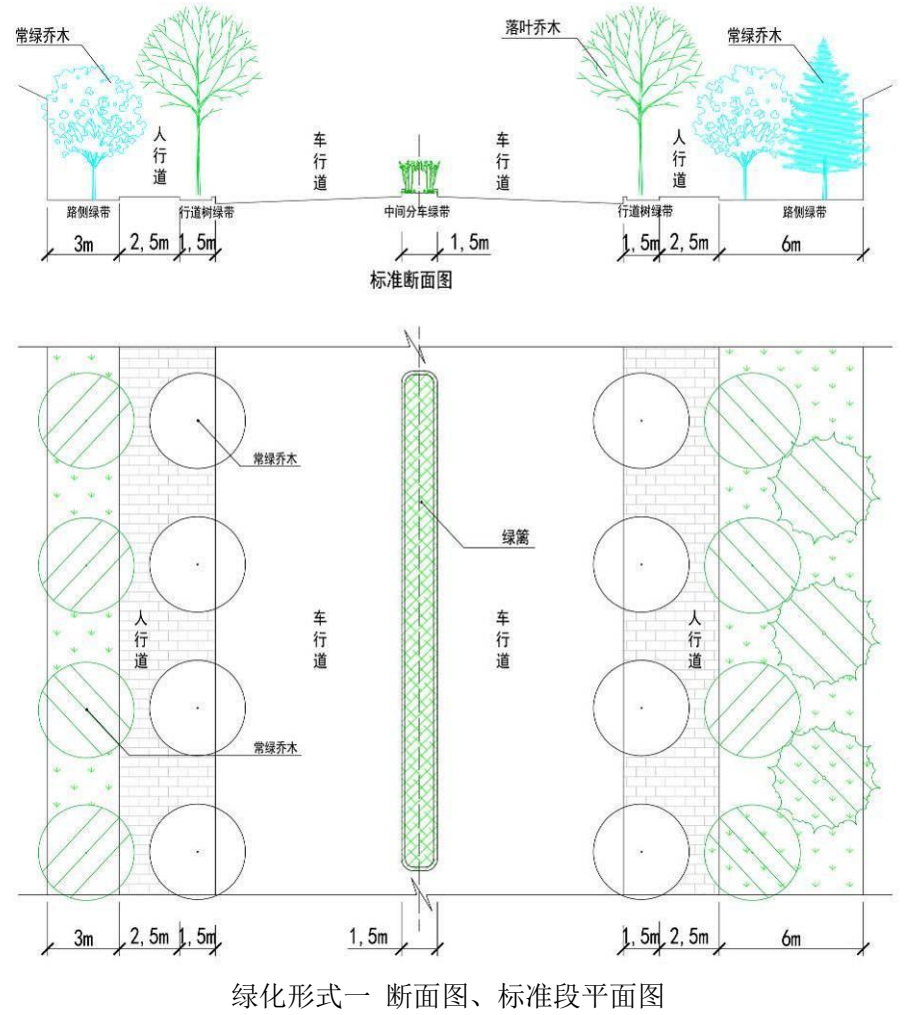 常绿乔木
落叶乔木
常绿乔木
人行道
车行道
车行道
人行道
路侧绿带
行道树绿带
中间分车绿带
行道树绿带
路侧绿带
3m
2,5m
1,5m
1,5m
1,5m
2,5m
6m
标准断面图
常绿乔木
绿篱
人行道
车行道
车行道
人行道
常绿乔木
3m
2,5m
1,5m
1,5m
1,5m
2,5m
6m
绿化形式一 断面图、标准段平面图